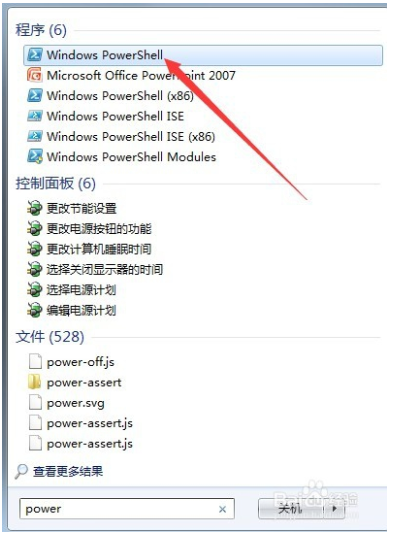 程序 (6)
Windows PowerShell
Microsoft Office PowerPoint 2007
Windows PowerShell (x86)
Windows PowerShell ISE
Windows PowerShell ISE (x86)
Windows PowerShell Modules
控制面板 (6)
更改节能设置
更改电源按钮的功能
更改计算机睡眠时间
选择关闭显示器的时间
选择电源计划
编辑电源计划
文件 (528)
power-off.js
power-assert
power.svg
power-assert.js
power-assert.js
查看更多结果
power
关机
Baidu 经验